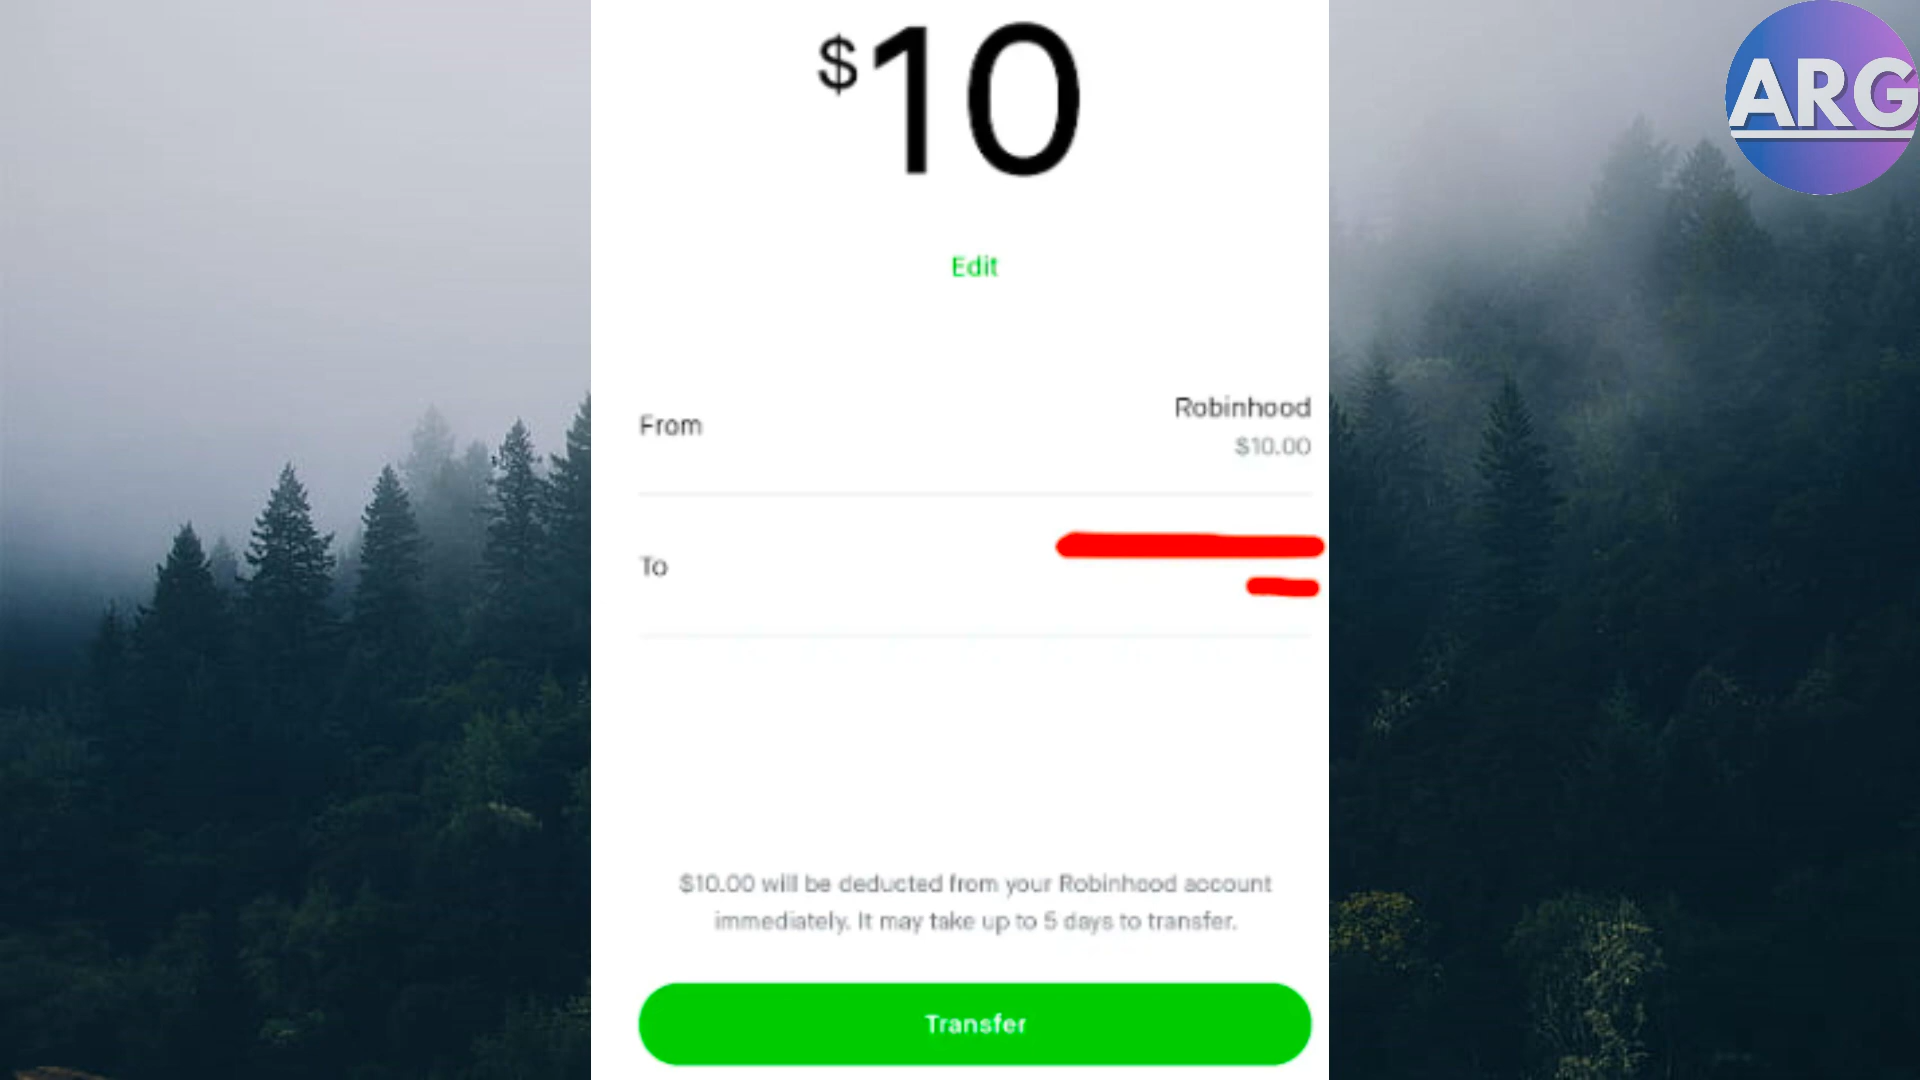 $10
Edit
From
Robinhood
$10.00
To
$10.00 will be deducted from your Robinhood account
immediately. It may take up to 5 days to transfer.
Transfer
ARG